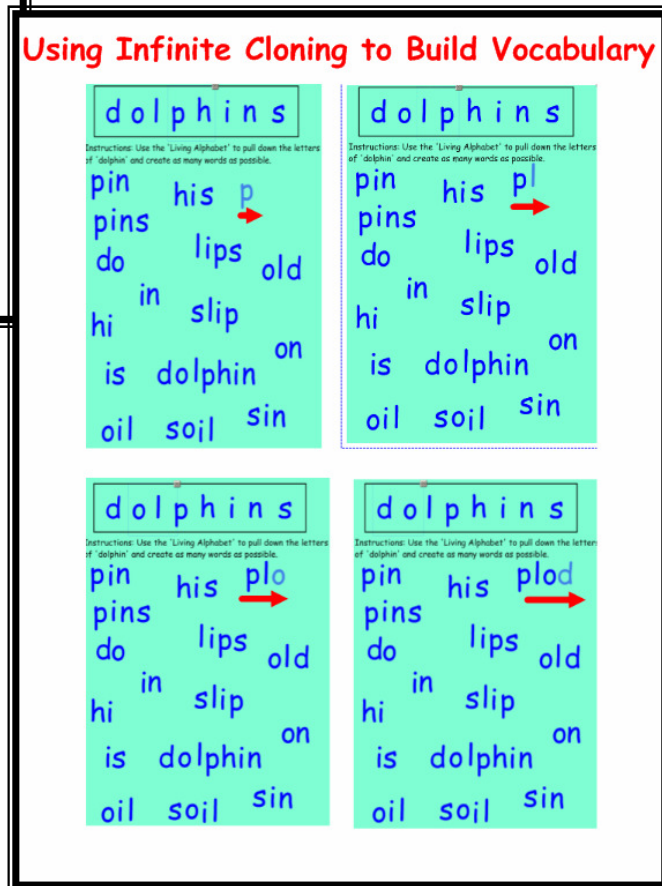 Using Infinite Cloning to Build Vocabulary
dolphins
Instructions: Use the 'Living Alphabet' to pull down the letters
of 'dolphin' and create as many words as possible.
pin his p
pins
lips
do old
in
slip
hi
on
is dolphin
sin
oil soil
dolphins
Instructions: Use the 'Living Alphabet' to pull down the letters
of 'dolphin' and create as many words as possible.
pin his pl
pins
lips
do old
in
slip
hi
on
is dolphin
sin
oil soil
dolphins
Instructions: Use the 'Living Alphabet' to pull down the letters
of 'dolphin' and create as many words as possible.
pin his plo
pins
lips
do old
in
slip
hi
on
is dolphin
sin
oil soil
dolphins
Instructions: Use the 'Living Alphabet' to pull down the letters
of 'dolphin' and create as many words as possible.
pin his plod
pins
lips
do old
in
slip
hi
on
is dolphin
sin
oil soil